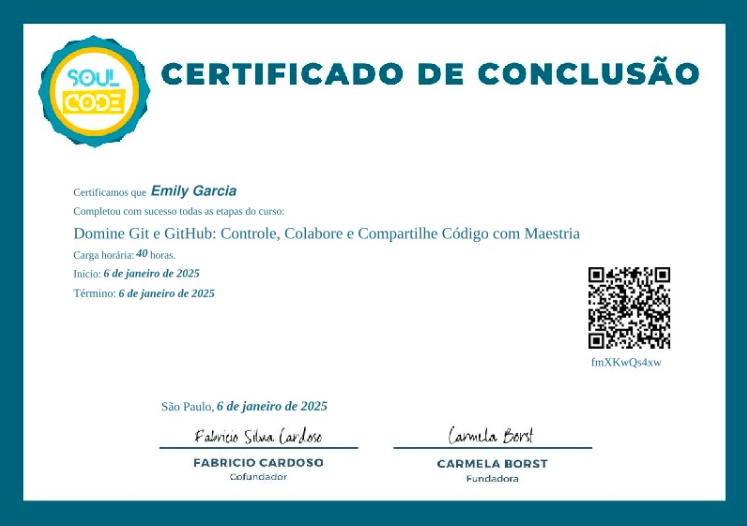 SOUL
CODE
CERTIFICADO DE CONCLUSÃO
Certificamos que Emily Garcia
Completou com sucesso todas as etapas do curso:
Domine Git e GitHub: Controle, Colabore e Compartilhe Código com Maestria
Carga horária: 40 horas.
Início: 6 de janeiro de 2025
Término: 6 de janeiro de 2025
fmXKwQs4xw
São Paulo, 6 de janeiro de 2025
Fabricio Silva Cardoso
Carmela Borst
FABRICIO CARDOSO
CARMELA BORST
Cofundador
Fundadora